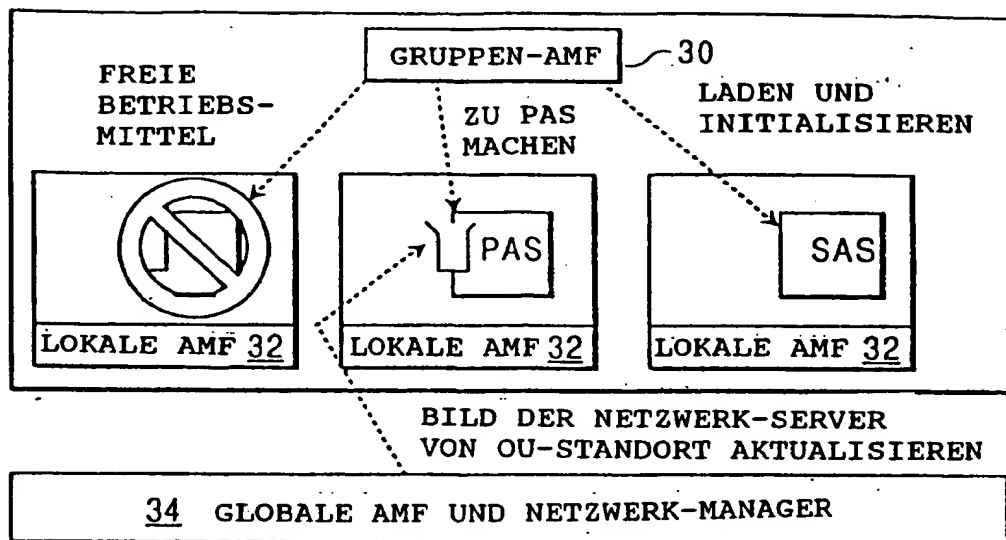 GRUPPEN-AMF
30
FREIE
BETRIEBS-
MITTEL
ZU PAS
MACHEN
LADEN UND
INITIALISIEREN
PAS
SAS
LOKALE AMF 32
LOKALE AMF 32
LOKALE AMF 32
BILD DER NETZWERK-SERVER
VON OU-STANDORT AKTUALISIEREN
34 GLOBALE AMF UND NETZWERK-MANAGER